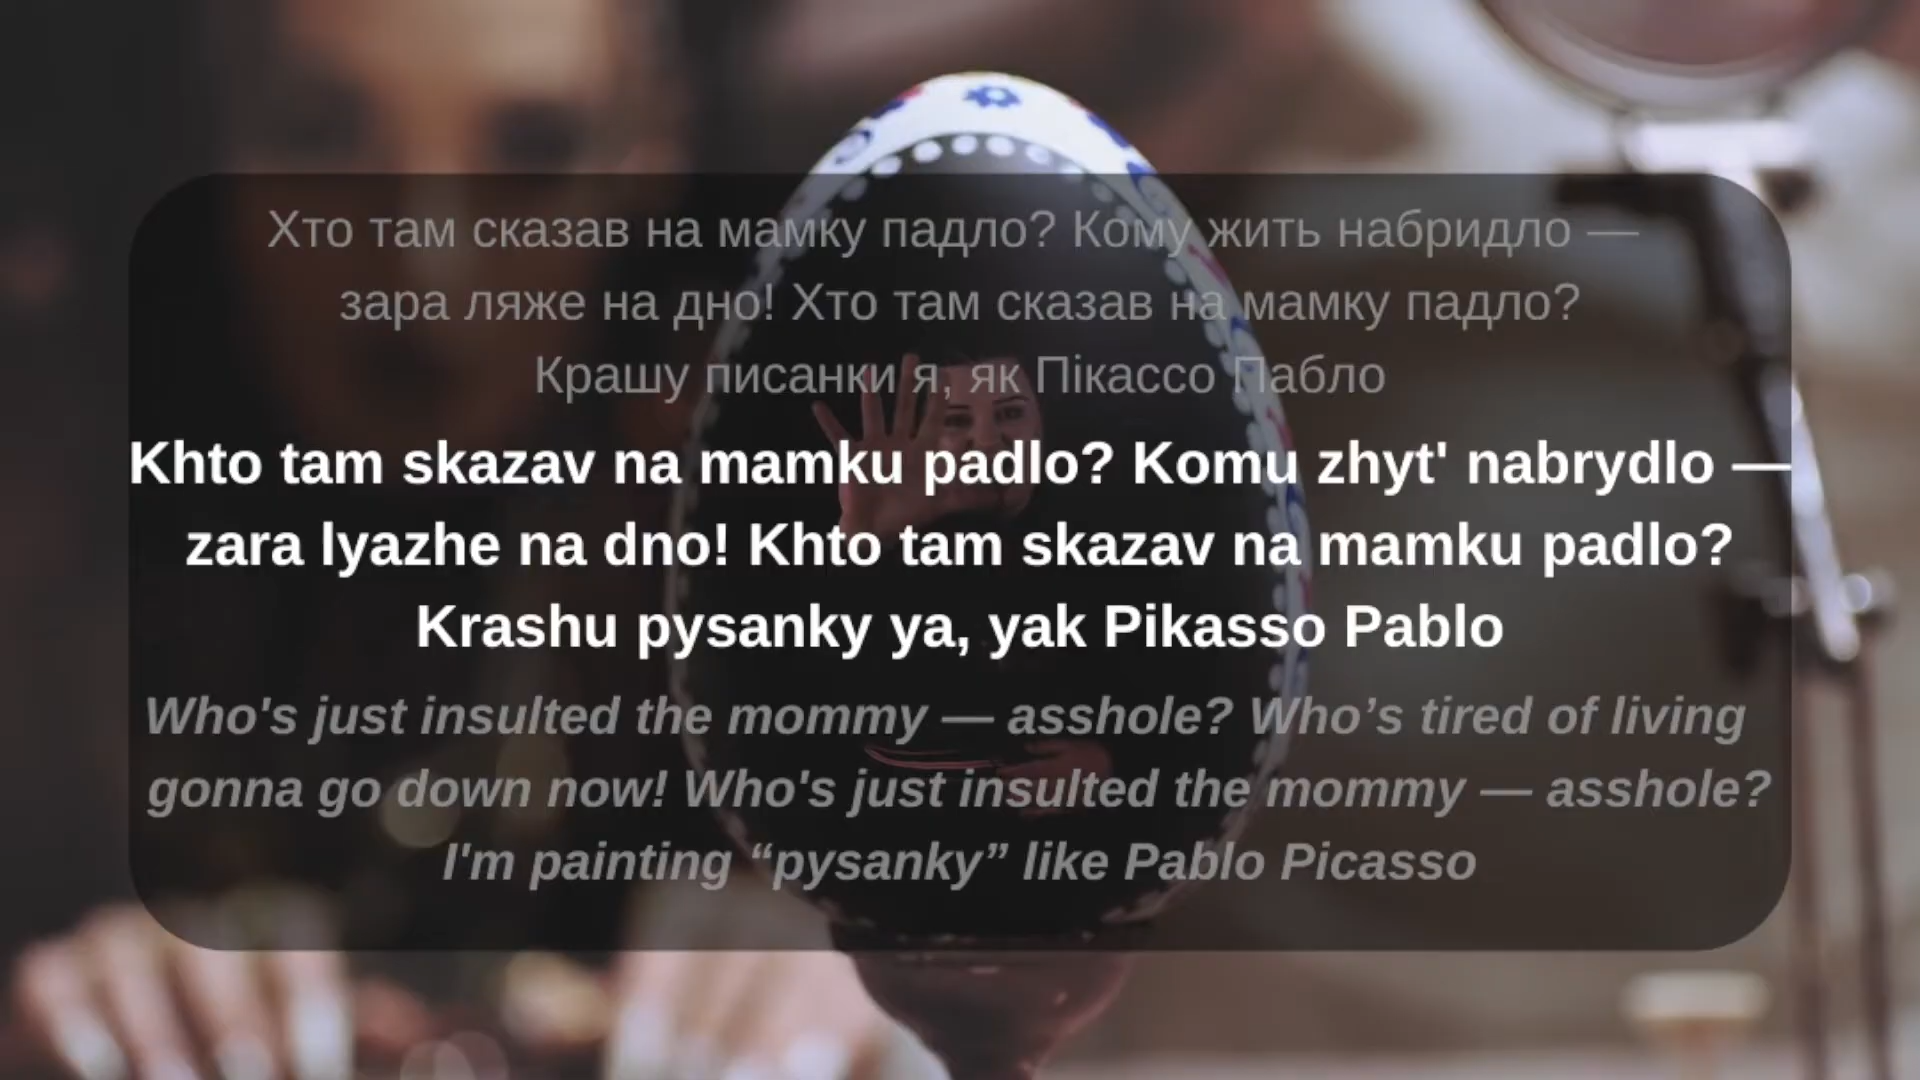 Хто там сказав на мамку падло? Кому жить набридло —
зара ляже на дно! Хто там сказав на мамку падло?
Крашу писанки я, як Пікассо Пабло
Khto tam skazav na mamku padlo? Komu zhyt' nabrydlo —
zara lyazhe na dno! Khto tam skazav na mamku padlo?
Krashu pysanky ya, yak Pikasso Pablo
Who's just insulted the mommy — asshole? Who’s tired of living
gonna go down now! Who's just insulted the mommy — asshole?
I'm painting “pysanky” like Pablo Picasso